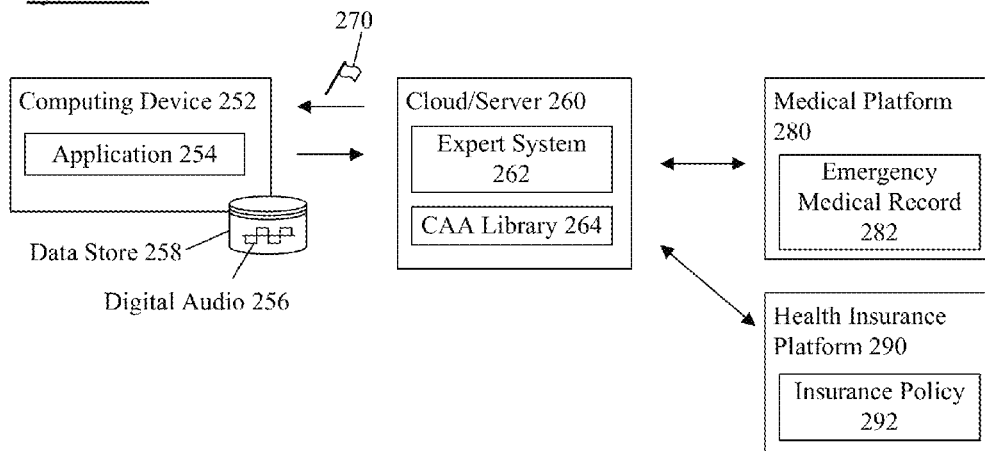 270
Computing Device 252
Application 254
Data Store 258
Digital Audio 256
Cloud/Server 260
Expert System
262
CAA Library 264
Medical Platform
280
Emergency
Medical Record
282
Health Insurance
Platform 290
Insurance Policy
292